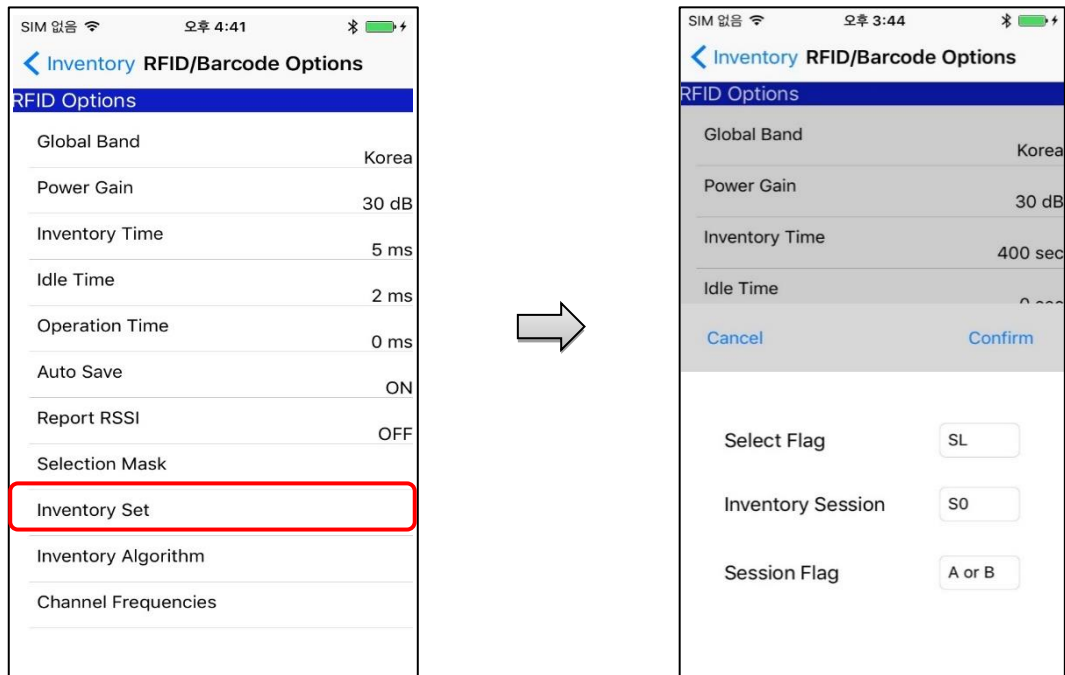 SIM 없음 오후 4:41
Inventory RFID/Barcode Options
RFID Options
Global Band
Korea
Power Gain
30 dB
Inventory Time
5 ms
Idle Time
2 ms
Operation Time
0 ms
Auto Save
ON
Report RSSI
OFF
Selection Mask
Inventory Set
Inventory Algorithm
Channel Frequencies
SIM 없음 오후 3:44
Inventory RFID/Barcode Options
RFID Options
Global Band
Korea
Power Gain
30 dB
Inventory Time
400 sec
Idle Time
Cancel Confirm
Select Flag SL
Inventory Session S0
Session Flag A or B